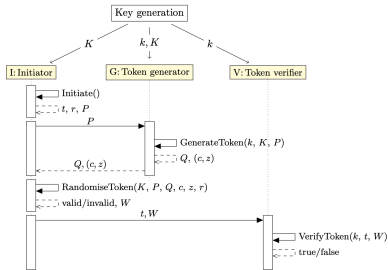 Key generation
K
k, K
k
I: Initiator
G: Token generator
V: Token verifier
Initiate()
t, r, P
P
GenerateToken(k, K, P)
Q, (c, z)
Q, (c, z)
RandomiseToken(K, P, Q, c, z, r)
valid/invalid, W
t, W
VerifyToken(k, t, W)
true/false